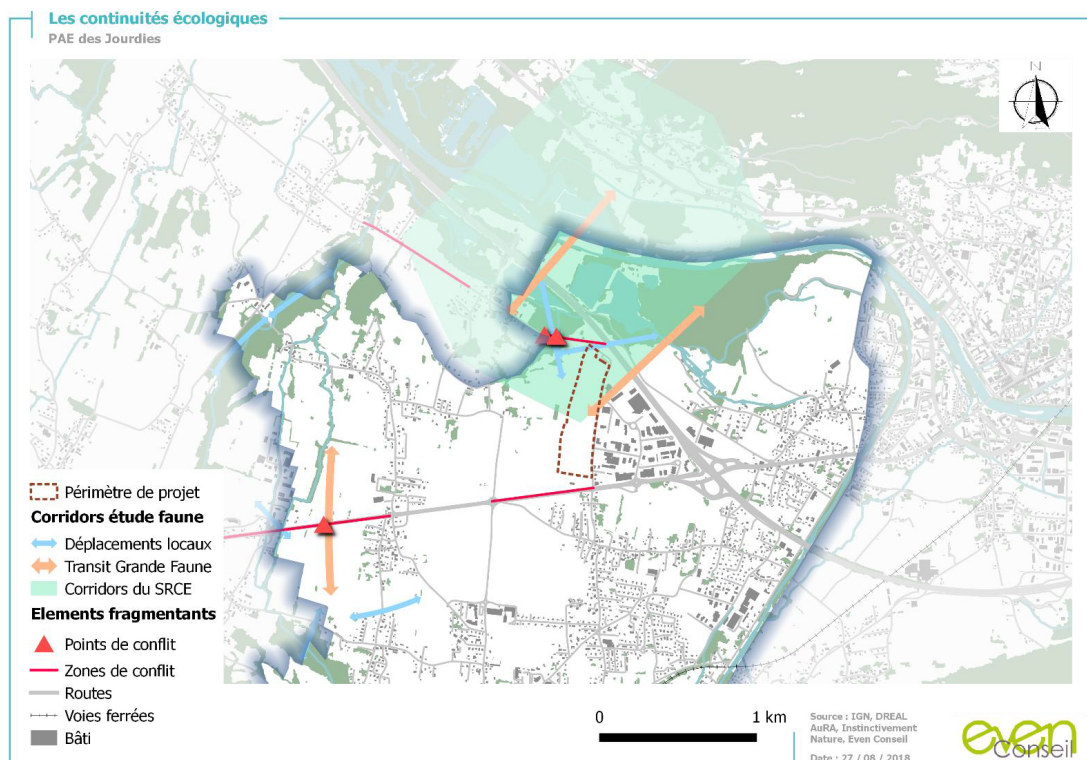 Les continuités écologiques
PAE des Jourdies
N
Périmètre de projet
Corridors étude faune
Déplacements locaux
Transit Grande Faune
Corridors du SRCE
Elements fragmentants
Points de conflit
Zones de conflit
Routes
Voies ferrées
Bâti
0 1 km
Source : IGN, DREAL
AuRA, Instinctivement
Nature, Even Conseil
Date : 27 / 08 / 2018
even
Conseil